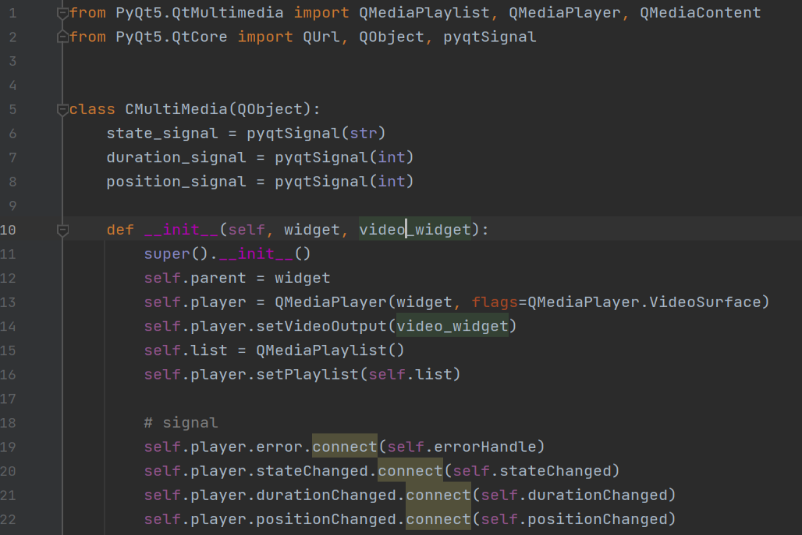 1 from PyQt5.QtMultimedia import QMediaPlaylist, QMediaPlayer, QMediaContent
2 from PyQt5.QtCore import QUrl, QObject, pyqtSignal
3
4
5 class CMultiMedia(QObject):
6     state_signal = pyqtSignal(str)
7     duration_signal = pyqtSignal(int)
8     position_signal = pyqtSignal(int)
9
10     def __init__(self, widget, video_widget):
11         super().__init__()
12         self.parent = widget
13         self.player = QMediaPlayer(widget, flags=QMediaPlayer.VideoSurface)
14         self.player.setVideoOutput(video_widget)
15         self.list = QMediaPlaylist()
16         self.player.setPlaylist(self.list)
17
18         # signal
19         self.player.error.connect(self.errorHandle)
20         self.player.stateChanged.connect(self.stateChanged)
21         self.player.durationChanged.connect(self.durationChanged)
22         self.player.positionChanged.connect(self.positionChanged)